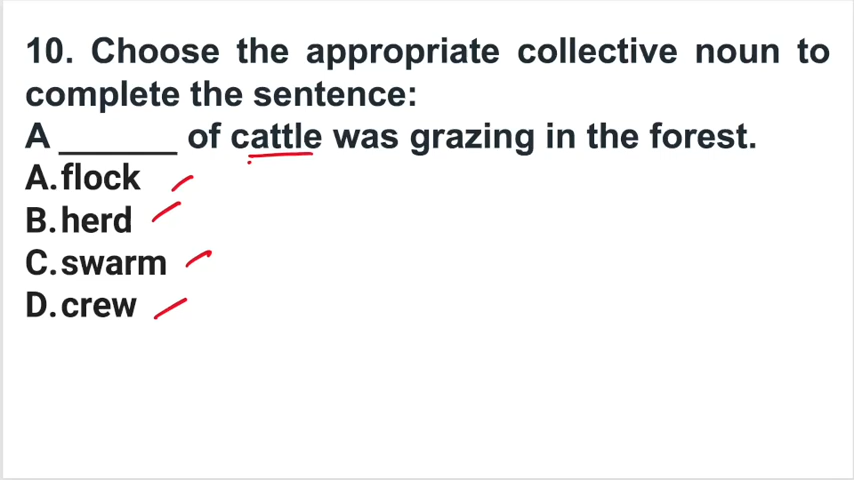 10. Choose the appropriate collective noun to
complete the sentence:
A ______ of cattle was grazing in the forest.
A. flock
B. herd
C. swarm
D. crew